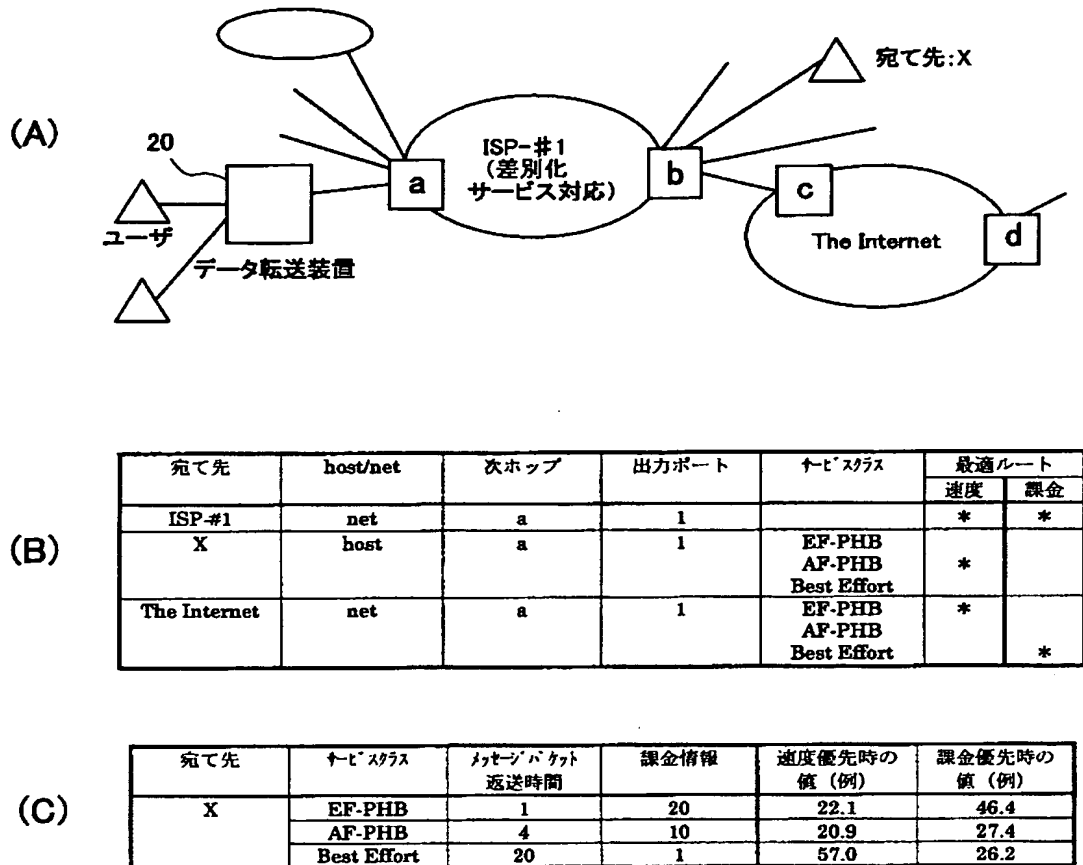 (A)
宛て先:X
20
ISP-#1
(差別化
サービス対応)
a
b
c
d
ユーザ
データ転送装置
The Internet
(B)
宛て先 host/net 次ホップ 出力ポート サービスクラス 最適ルート
速度 課金
ISP-#1 net a 1 * *
X host a 1 EF-PHB
AF-PHB *
Best Effort
The Internet net a 1 EF-PHB *
AF-PHB
Best Effort *
(C)
宛て先 サービスクラス メッセージパケット 課金情報 速度優先時の 課金優先時の
返送時間 値(例) 値(例)
X EF-PHB 1 20 22.1 46.4
AF-PHB 4 10 20.9 27.4
Best Effort 20 1 57.0 26.2